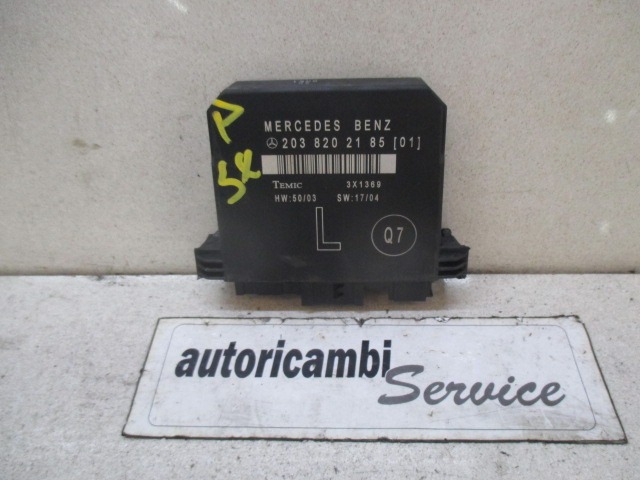 MERCEDES BENZ
203 820 21 85 [01]
TEMIC 3X1369
HW:50/03 SW:17/04
L Q7
autoricambi
Service